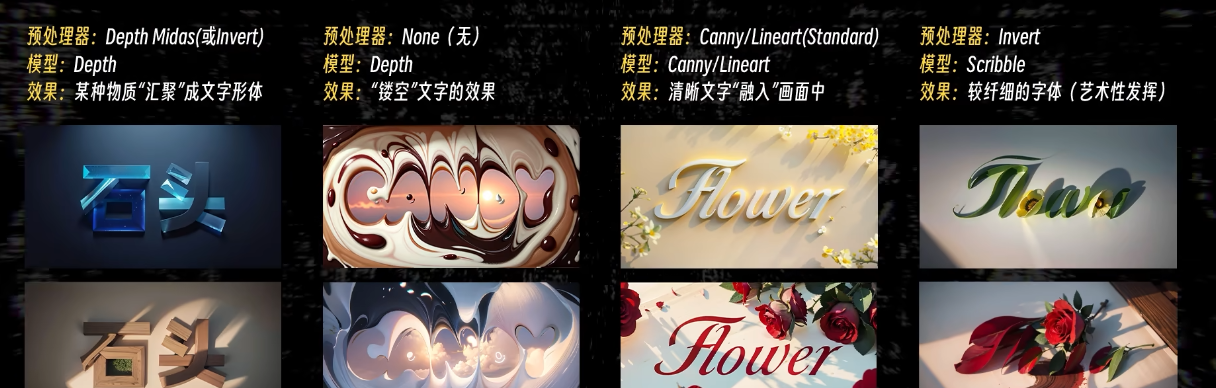 预处理器：Depth Midas(或Invert)
模型：Depth
效果：某种物质“汇聚”成文字形体
预处理器：None（无）
模型：Depth
效果：“镂空”文字的效果
预处理器：Canny/Lineart(Standard)
模型：Canny/Lineart
效果：清晰文字“融入”画面中
预处理器：Invert
模型：Scribble
效果：较纤细的字体（艺术性发挥）
石头
CANDY
Flower
Flower
石头
Flower